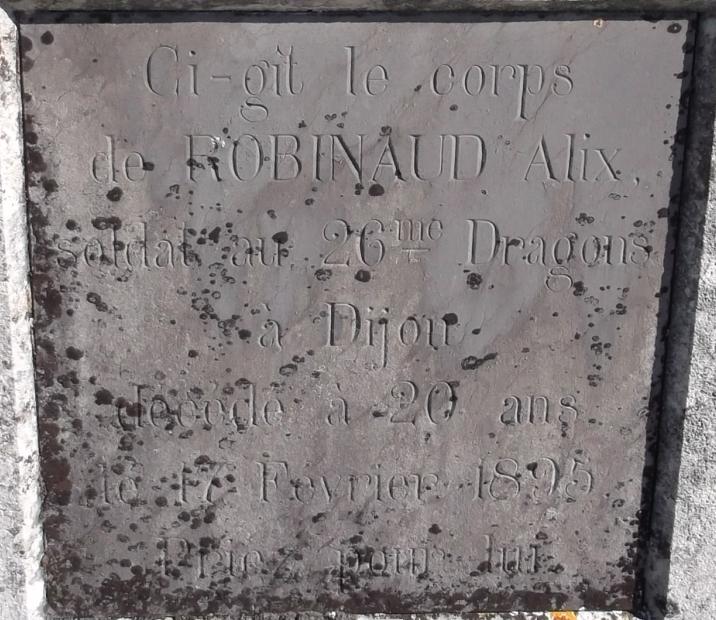 Ci-gît le corps
de ROBINAUD Alix,
soldat au 26me Dragons
à Dijon
décédé à 20 ans
le 17 Fevrier 1895
Priez pour lui